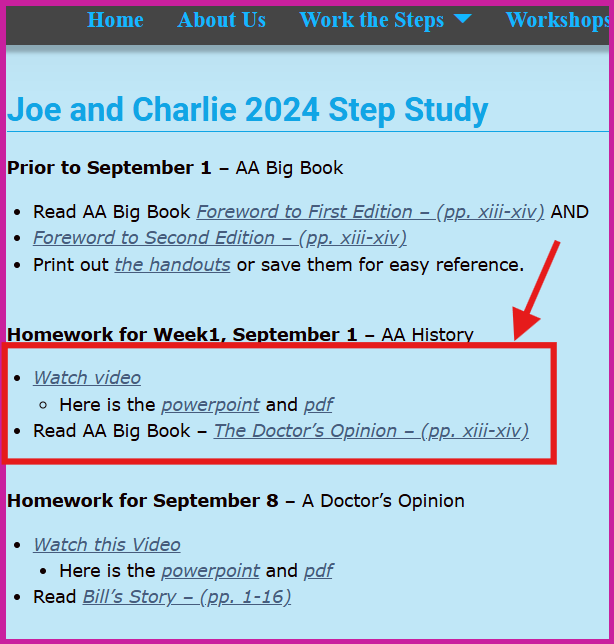 Home About Us Work the Steps Workshops
Joe and Charlie 2024 Step Study
Prior to September 1 – AA Big Book
Read AA Big Book Foreword to First Edition – (pp. xiii-xiv) AND
Foreword to Second Edition – (pp. xiii-xiv)
Print out the handouts or save them for easy reference.
Homework for Week1, September 1 – AA History
Watch video
Here is the powerpoint and pdf
Read AA Big Book – The Doctor’s Opinion – (pp. xiii-xiv)
Homework for September 8 – A Doctor’s Opinion
Watch this Video
Here is the powerpoint and pdf
Read Bill’s Story – (pp. 1-16)